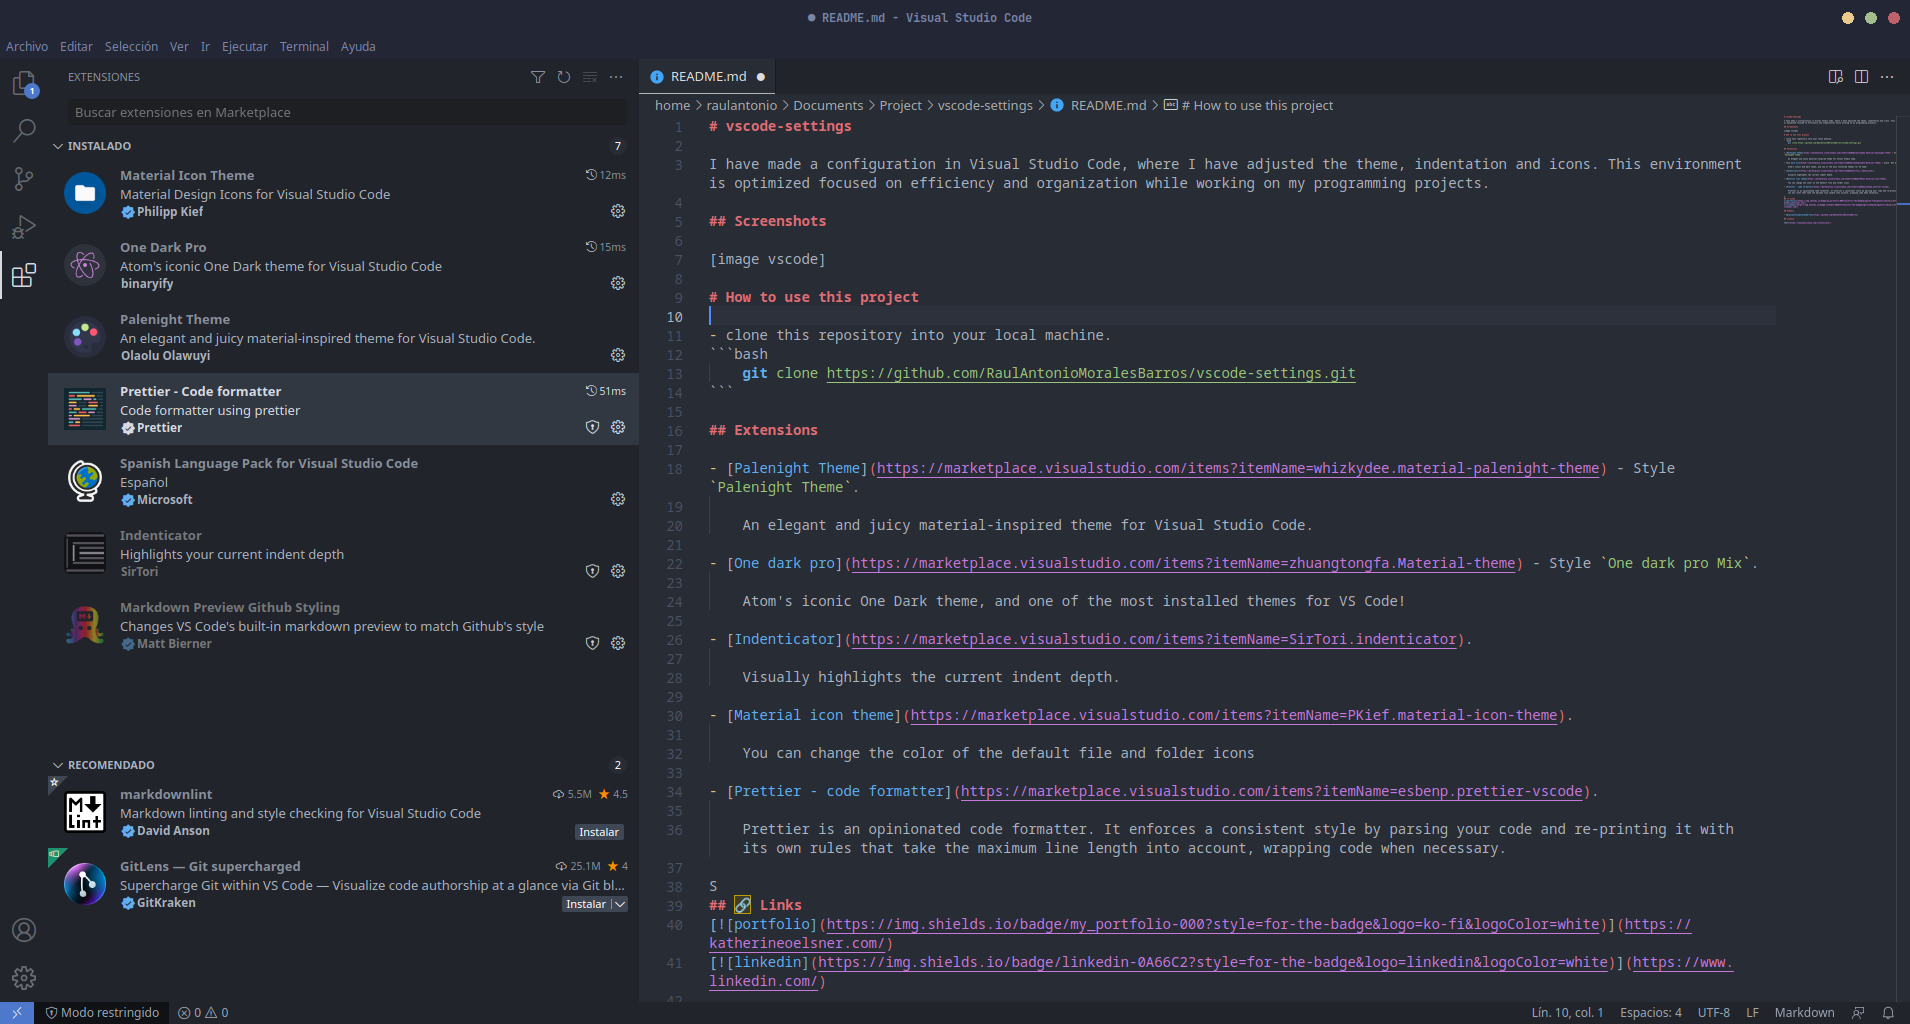 ● README.md - Visual Studio Code
Archivo Editar Selección Ver Ir Ejecutar Terminal Ayuda
1
EXTENSIONES
Buscar extensiones en Marketplace
INSTALADO 7
Material Icon Theme 12ms
Material Design Icons for Visual Studio Code
Philipp Kief
One Dark Pro 15ms
Atom's iconic One Dark theme for Visual Studio Code
binaryify
Palenight Theme
An elegant and juicy material-inspired theme for Visual Studio Code.
Olaolu Olawuyi
Prettier - Code formatter 51ms
Code formatter using prettier
Prettier
Spanish Language Pack for Visual Studio Code
Español
Microsoft
Indenticator
Highlights your current indent depth
SirTori
Markdown Preview Github Styling
Changes VS Code's built-in markdown preview to match Github's style
Matt Bierner
RECOMENDADO 2
M Lint
markdownlint 5.5M 4.5
Markdown linting and style checking for Visual Studio Code
David Anson Instalar
GitLens — Git supercharged 25.1M 4
Supercharge Git within VS Code — Visualize code authorship at a glance via Git bl...
GitKraken Instalar
README.md ●
home > raulantonio > Documents > Project > vscode-settings > README.md > # How to use this project
1 # vscode-settings
2
3 I have made a configuration in Visual Studio Code, where I have adjusted the theme, indentation and icons. This environment
is optimized focused on efficiency and organization while working on my programming projects.
4
5 ## Screenshots
6
7 [image vscode]
8
9 # How to use this project
10
11 - clone this repository into your local machine.
12 ```bash
13 git clone https://github.com/RaulAntonioMoralesBarros/vscode-settings.git
14 ```
15
16 ## Extensions
17
18 - [Palenight Theme](https://marketplace.visualstudio.com/items?itemName=whizkydee.material-palenight-theme) - Style
`Palenight Theme`.
19
20 An elegant and juicy material-inspired theme for Visual Studio Code.
21
22 - [One dark pro](https://marketplace.visualstudio.com/items?itemName=zhuangtongfa.Material-theme) - Style `One dark pro Mix`.
23
24 Atom's iconic One Dark theme, and one of the most installed themes for VS Code!
25
26 - [Indenticator](https://marketplace.visualstudio.com/items?itemName=SirTori.indenticator).
27
28 Visually highlights the current indent depth.
29
30 - [Material icon theme](https://marketplace.visualstudio.com/items?itemName=PKief.material-icon-theme).
31
32 You can change the color of the default file and folder icons
33
34 - [Prettier - code formatter](https://marketplace.visualstudio.com/items?itemName=esbenp.prettier-vscode).
35
36 Prettier is an opinionated code formatter. It enforces a consistent style by parsing your code and re-printing it with
its own rules that take the maximum line length into account, wrapping code when necessary.
37
38 S
39 ## 🔗 Links
40 [![portfolio](https://img.shields.io/badge/my_portfolio-000?style=for-the-badge&logo=ko-fi&logoColor=white)](https://
katherineoelsner.com/)
41 [![linkedin](https://img.shields.io/badge/linkedin-0A66C2?style=for-the-badge&logo=linkedin&logoColor=white)](https://www.
linkedin.com/)
42
Modo restringido 0 0 Lín. 10, col. 1 Espacios: 4 UTF-8 LF Markdown